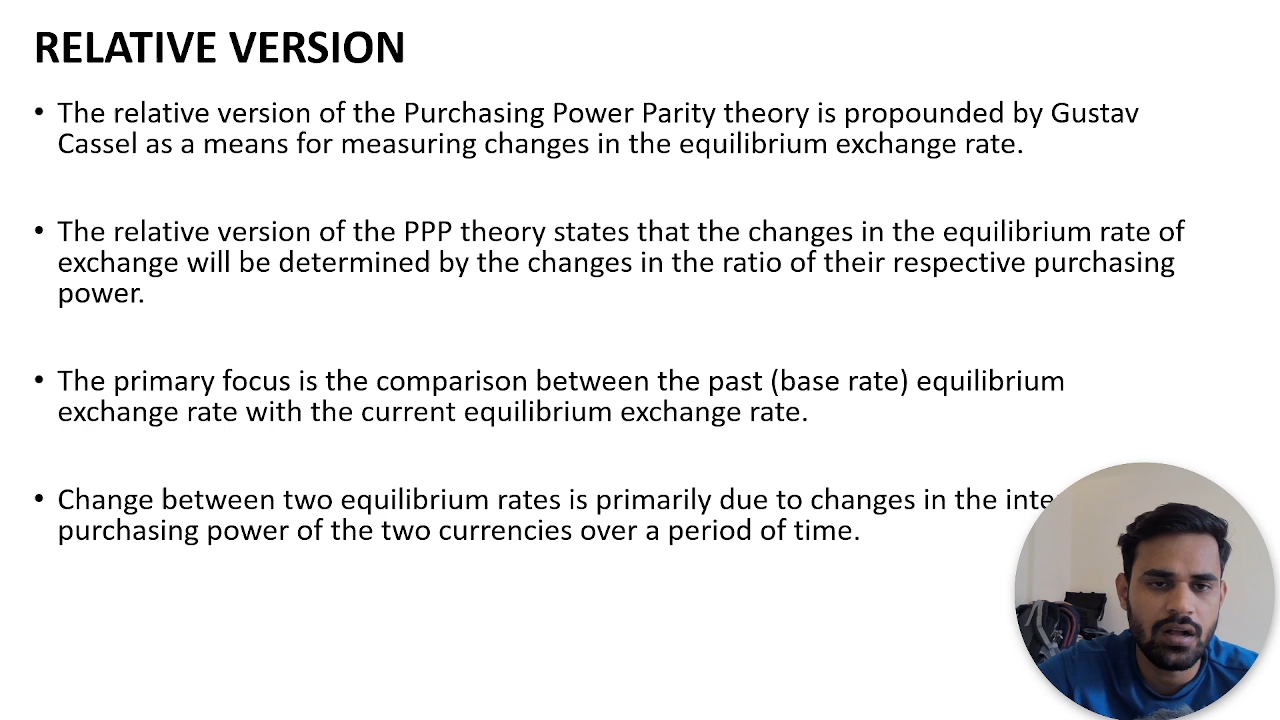 RELATIVE VERSION
• The relative version of the Purchasing Power Parity theory is propounded by Gustav
Cassel as a means for measuring changes in the equilibrium exchange rate.
• The relative version of the PPP theory states that the changes in the equilibrium rate of
exchange will be determined by the changes in the ratio of their respective purchasing
power.
• The primary focus is the comparison between the past (base rate) equilibrium
exchange rate with the current equilibrium exchange rate.
• Change between two equilibrium rates is primarily due to changes in the
purchasing power of the two currencies over a period of time.